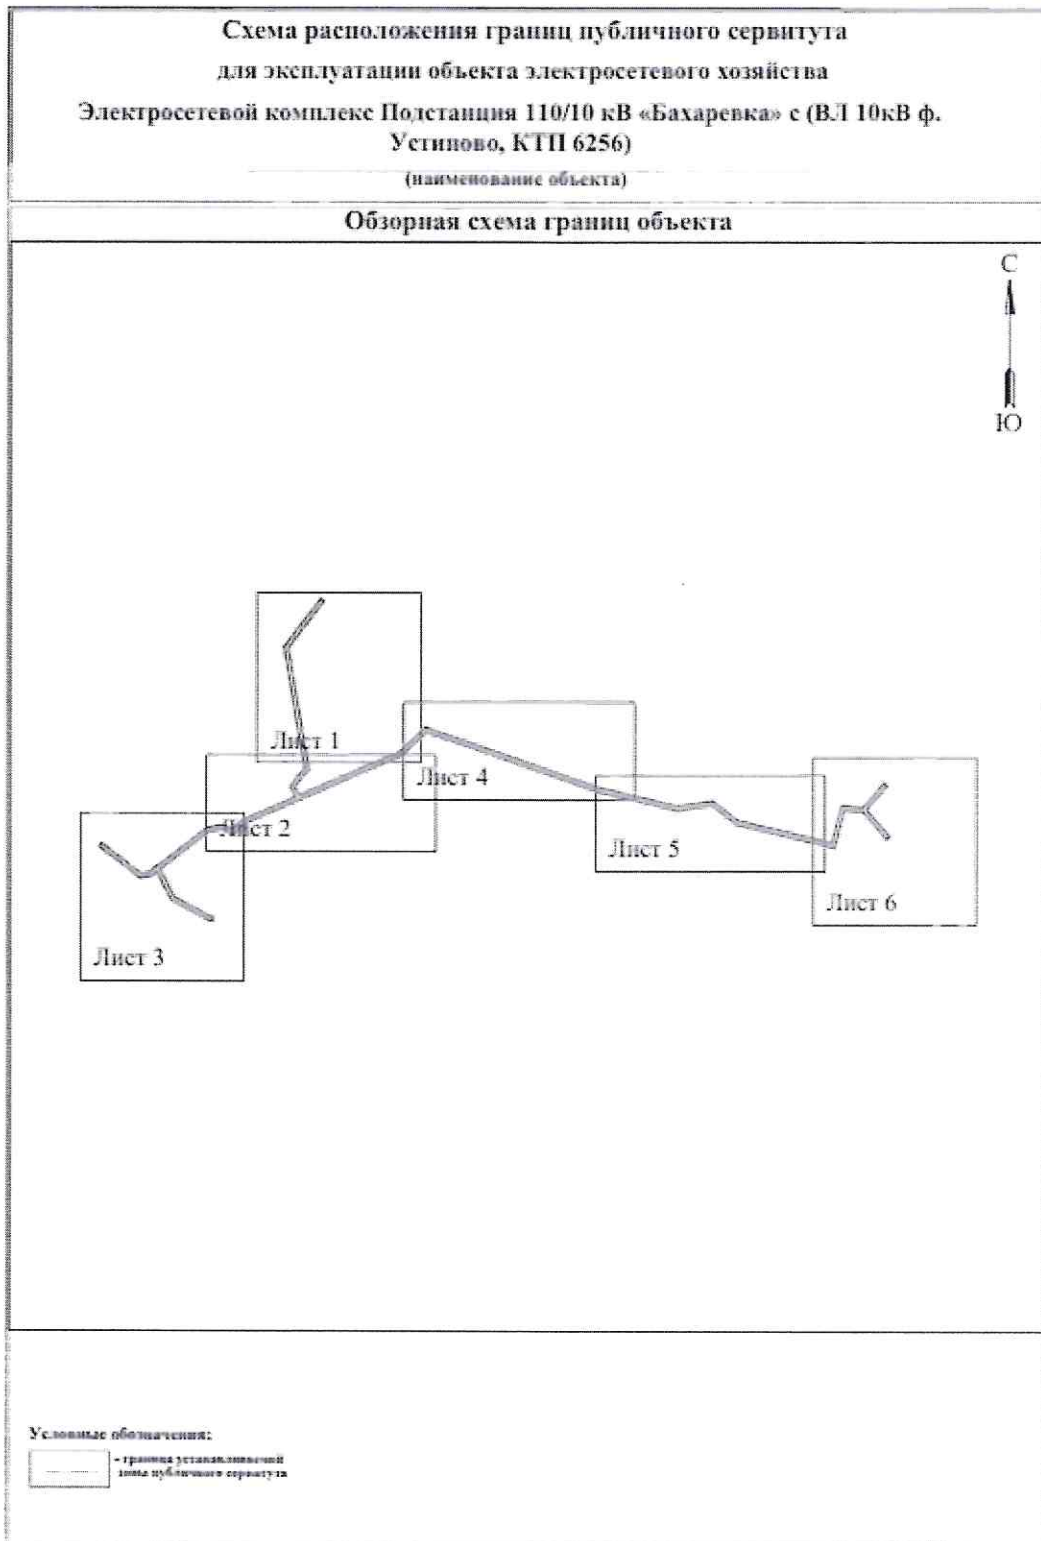 Схема расположения границ публичного сервитута
для эксплуатации объекта электросетевого хозяйства
Электросетевой комплекс Подстанция 110/10 кВ «Бахаревка» с (ВЛ 10кВ ф.
Устиново, КТП 6256)
(наименование объекта)
Обзорная схема границ объекта
С
Ю
Лист 1
Лист 4
Лист 2
Лист 5
Лист 6
Лист 3
Условные обозначения:
- граница устанавливаемой
зоны публичного сервитута